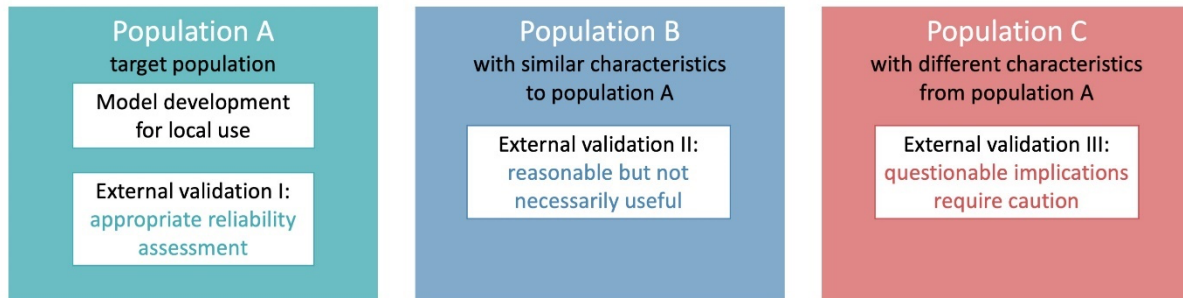 Population A
target population
Model development
for local use
External validation I:
appropriate reliability
assessment
Population B
with similar characteristics
to population A
External validation II:
reasonable but not
necessarily useful
Population C
with different characteristics
from population A
External validation III:
questionable implications
require caution